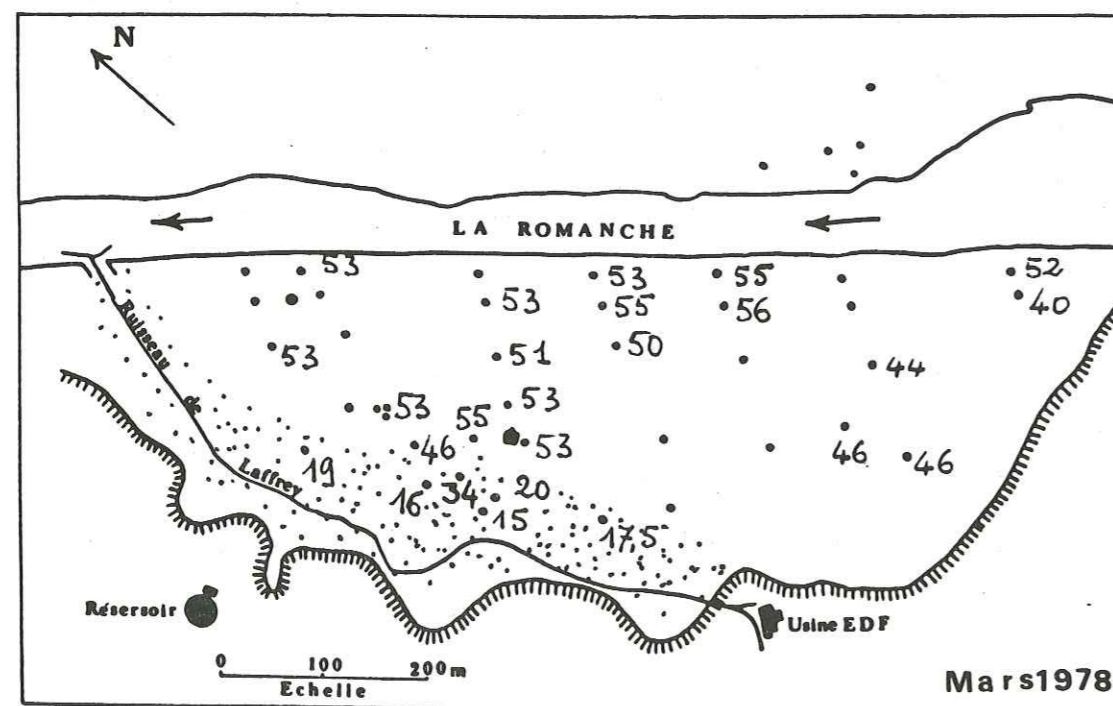 N
LA ROMANCHE
53 53 55 52
53 55 56 40
53 51 50 44
53 55 53
46 53 46 46
19 16 34 20
15 17,5
Ruisseau de Laffrey
Réservoir
Usine EDF
0 100 200 m
Echelle
Mars1978